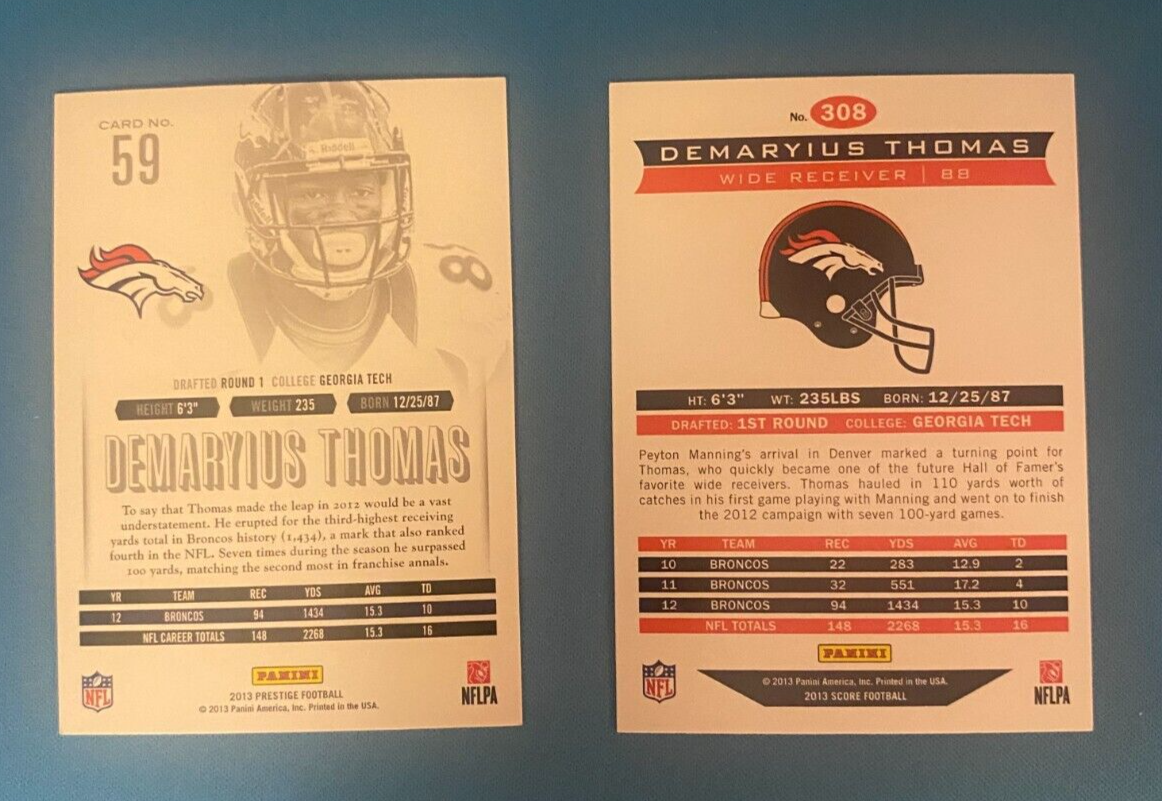 CARD No.
59
Riddell
8
DRAFTED ROUND 1 COLLEGE GEORGIA TECH
HEIGHT 6'3" WEIGHT 235 BORN 12/25/87
DEMARYIUS THOMAS
To say that Thomas made the leap in 2012 would be a vast
understatement. He erupted for the third-highest receiving
yards total in Broncos history (1,434), a mark that also ranked
fourth in the NFL. Seven times during the season he surpassed
100 yards, matching the second most in franchise annals.
YR TEAM REC YDS AVG TD
12 BRONCOS 94 1434 15.3 10
NFL CAREER TOTALS 148 2268 15.3 16
NFL
PANINI
2013 PRESTIGE FOOTBALL
© 2013 Panini America, Inc. Printed in the USA.
NFLPA
No. 308
DEMARYIUS THOMAS
WIDE RECEIVER | 88
HT: 6'3" WT: 235LBS BORN: 12/25/87
DRAFTED: 1ST ROUND COLLEGE: GEORGIA TECH
Peyton Manning's arrival in Denver marked a turning point for
Thomas, who quickly became one of the future Hall of Famer's
favorite wide receivers. Thomas hauled in 110 yards worth of
catches in his first game playing with Manning and went on to finish
the 2012 campaign with seven 100-yard games.
YR TEAM REC YDS AVG TD
10 BRONCOS 22 283 12.9 2
11 BRONCOS 32 551 17.2 4
12 BRONCOS 94 1434 15.3 10
NFL TOTALS 148 2268 15.3 16
PANINI
NFL
© 2013 Panini America, Inc. Printed in the USA.
2013 SCORE FOOTBALL
NFLPA